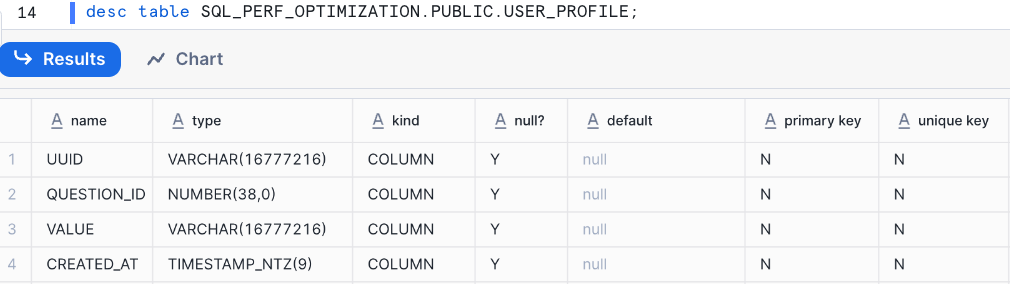 14 desc table SQL_PERF_OPTIMIZATION.PUBLIC.USER_PROFILE;
Results Chart
A name A type A kind A null? A default A primary key A unique key
1 UUID VARCHAR(16777216) COLUMN Y null N N
2 QUESTION_ID NUMBER(38,0) COLUMN Y null N N
3 VALUE VARCHAR(16777216) COLUMN Y null N N
4 CREATED_AT TIMESTAMP_NTZ(9) COLUMN Y null N N